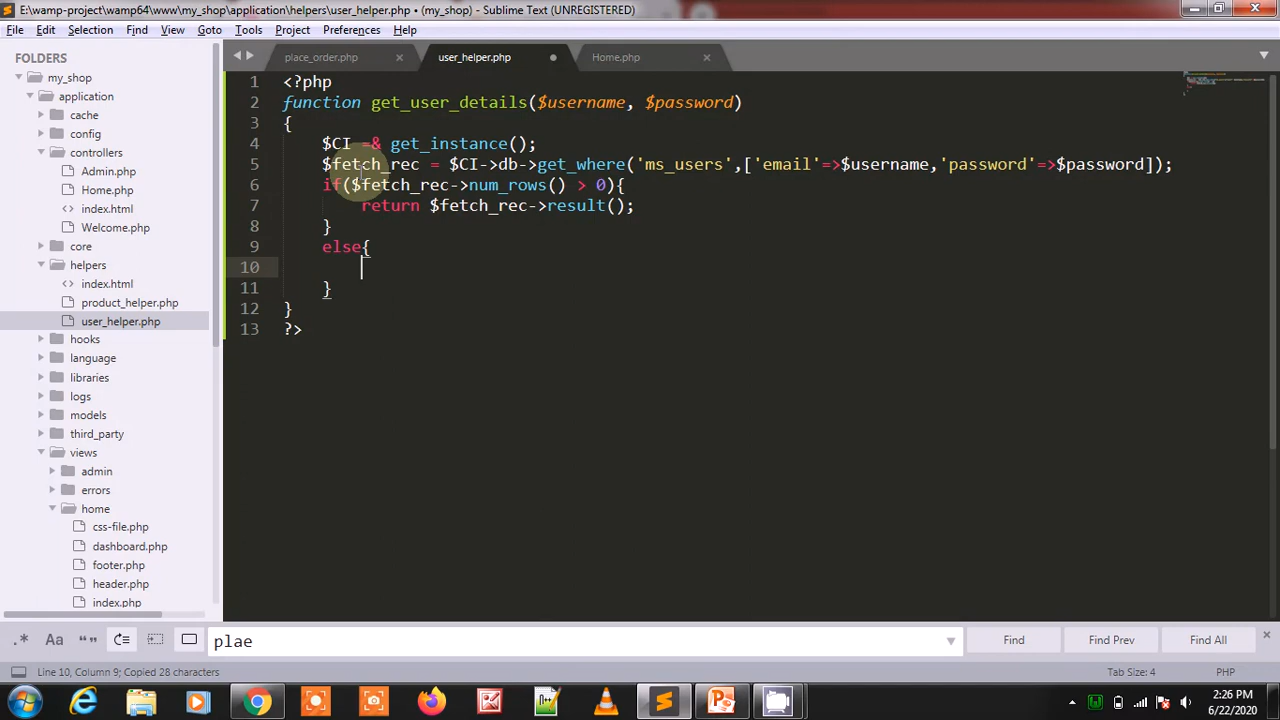 E:\wamp-project\wamp64\www\my_shop\application\helpers\user_helper.php • (my_shop) - Sublime Text (UNREGISTERED)
File Edit Selection Find View Goto Tools Project Preferences Help
FOLDERS
my_shop
application
cache
config
controllers
Admin.php
Home.php
index.html
Welcome.php
core
helpers
index.html
product_helper.php
user_helper.php
hooks
language
libraries
logs
models
third_party
views
admin
errors
home
css-file.php
dashboard.php
footer.php
header.php
index.php
place_order.php user_helper.php Home.php
1 <?php
2 function get_user_details($username, $password)
3 {
4 $CI =& get_instance();
5 $fetch_rec = $CI->db->get_where('ms_users',['email'=>$username,'password'=>$password]);
6 if($fetch_rec->num_rows() > 0){
7 return $fetch_rec->result();
8 }
9 else{
10
11 }
12 }
13 ?>
.* Aa “” plae Find Find Prev Find All
Line 10, Column 9; Copied 28 characters Tab Size: 4 PHP
2:26 PM
6/22/2020